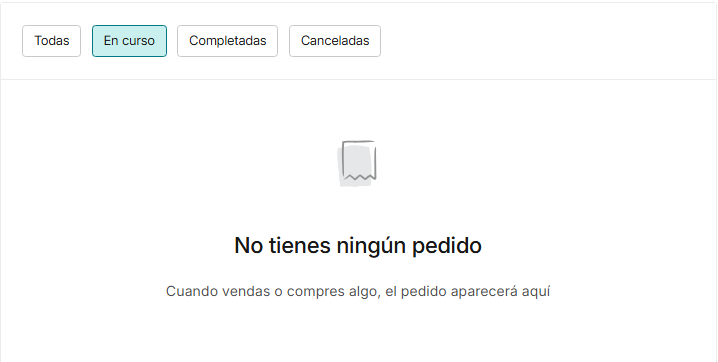 Todas En curso Completadas Canceladas
No tienes ningún pedido
Cuando vendas o compres algo, el pedido aparecerá aquí